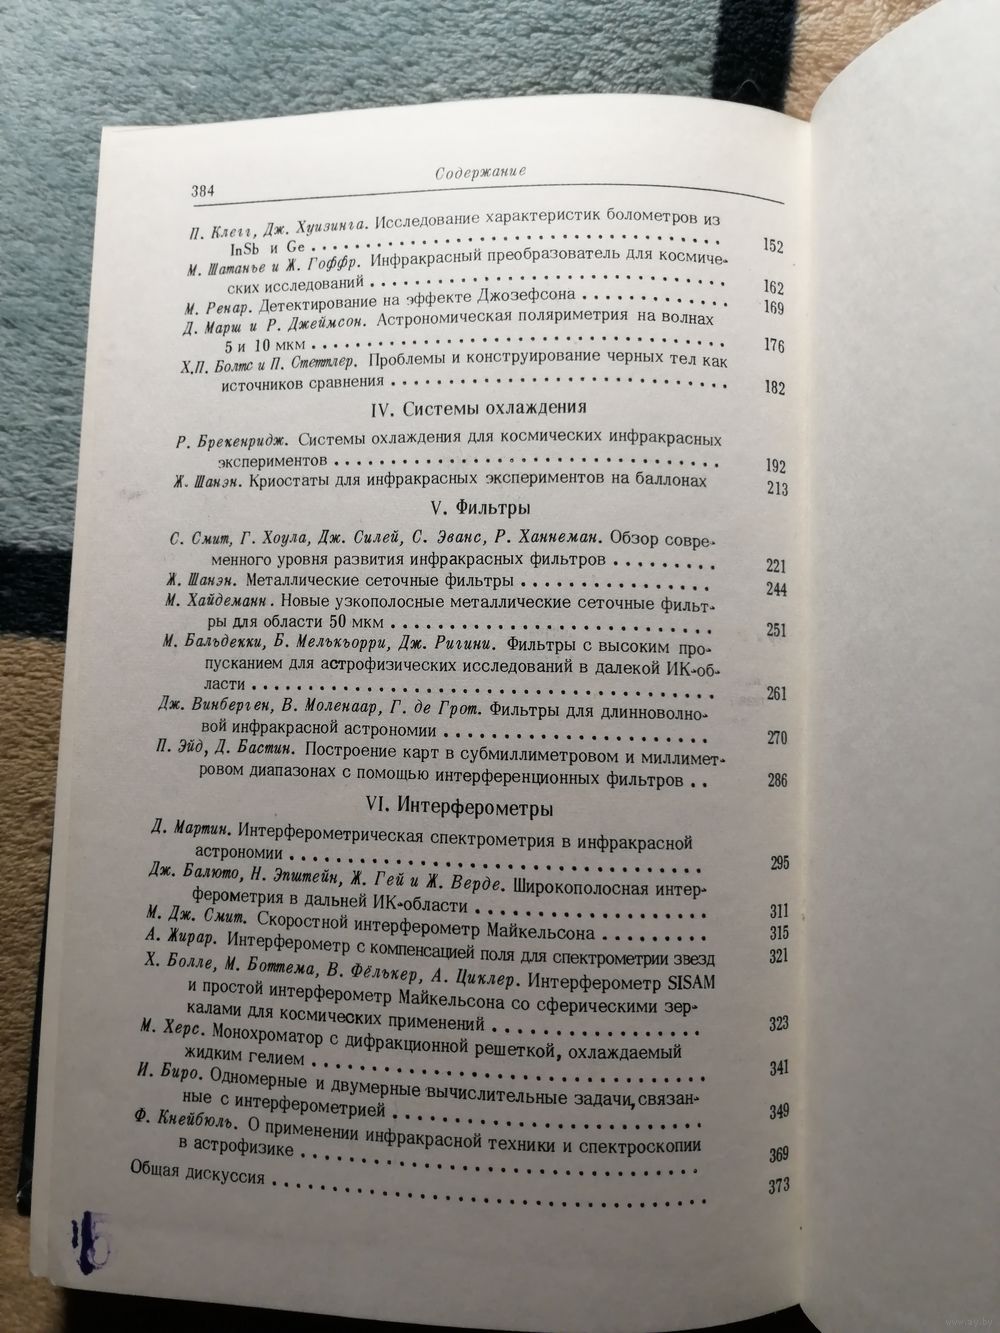 384
Содержание
П. Клегг, Дж. Хуизинга. Исследование характеристик болометров из
InSb и Ge . . . . . . . . . . . . . . . . . . . . 152
М. Шатанье и Ж. Гоффр. Инфракрасный преобразователь для космиче-
ских исследований . . . . . . . . . . . . . . . . 162
М. Ренар. Детектирование на эффекте Джозефсона . . . . . . . . 169
Д. Марш и Р. Джеймсон. Астрономическая поляриметрия на волнах
5 и 10 мкм . . . . . . . . . . . . . . . . . . . . 176
Х.П. Болтс и П. Стеттлер. Проблемы и конструирование черных тел как
источников сравнения . . . . . . . . . . . . . . . 182
IV. Системы охлаждения
Р. Брекенридж. Системы охлаждения для космических инфракрасных
экспериментов . . . . . . . . . . . . . . . . . . 192
Ж. Шанэн. Криостаты для инфракрасных экспериментов на баллонах 213
V. Фильтры
С. Смит, Г. Хоула, Дж. Силей, С. Эванс, Р. Ханнеман. Обзор совре-
менного уровня развития инфракрасных фильтров . . . . . . . 221
Ж. Шанэн. Металлические сеточные фильтры . . . . . . . . . . 244
М. Хайдеманн. Новые узкополосные металлические сеточные фильт-
ры для области 50 мкм . . . . . . . . . . . . . . . 251
М. Бальдекки, Б. Мелькьорри, Дж. Ригини. Фильтры с высоким про-
пусканием для астрофизических исследований в далекой ИК-об-
ласти . . . . . . . . . . . . . . . . . . . . . . 261
Дж. Винберген, В. Моленаар, Г. де Грот. Фильтры для длинноволно-
вой инфракрасной астрономии . . . . . . . . . . . . . 270
П. Эйд, Д. Бастин. Построение карт в субмиллиметровом и миллимет-
ровом диапазонах с помощью интерференционных фильтров . . 286
VI. Интерферометры
Д. Мартин. Интерферометрическая спектрометрия в инфракрасной
астрономии . . . . . . . . . . . . . . . . . . . . 295
Дж. Балюто, Н. Эпштейн, Ж. Гей и Ж. Верде. Широкополосная интер-
ферометрия в дальней ИК-области . . . . . . . . . . . 311
М. Дж. Смит. Скоростной интерферометр Майкельсона . . . . . . 315
А. Жирар. Интерферометр с компенсацией поля для спектрометрии звезд 321
Х. Болле, М. Боттема, В. Фёлькер, А. Циклер. Интерферометр SISAM
и простой интерферометр Майкельсона со сферическими зер-
калами для космических применений . . . . . . . . . . 323
М. Херс. Монохроматор с дифракционной решеткой, охлаждаемый
жидким гелием . . . . . . . . . . . . . . . . . . 341
И. Биро. Одномерные и двумерные вычислительные задачи, связан-
ные с интерферометрией . . . . . . . . . . . . . . . 349
Ф. Кнейбюль. О применении инфракрасной техники и спектроскопии
в астрофизике . . . . . . . . . . . . . . . . . . . 369
Общая дискуссия . . . . . . . . . . . . . . . . . . . . 373
www.ay.by